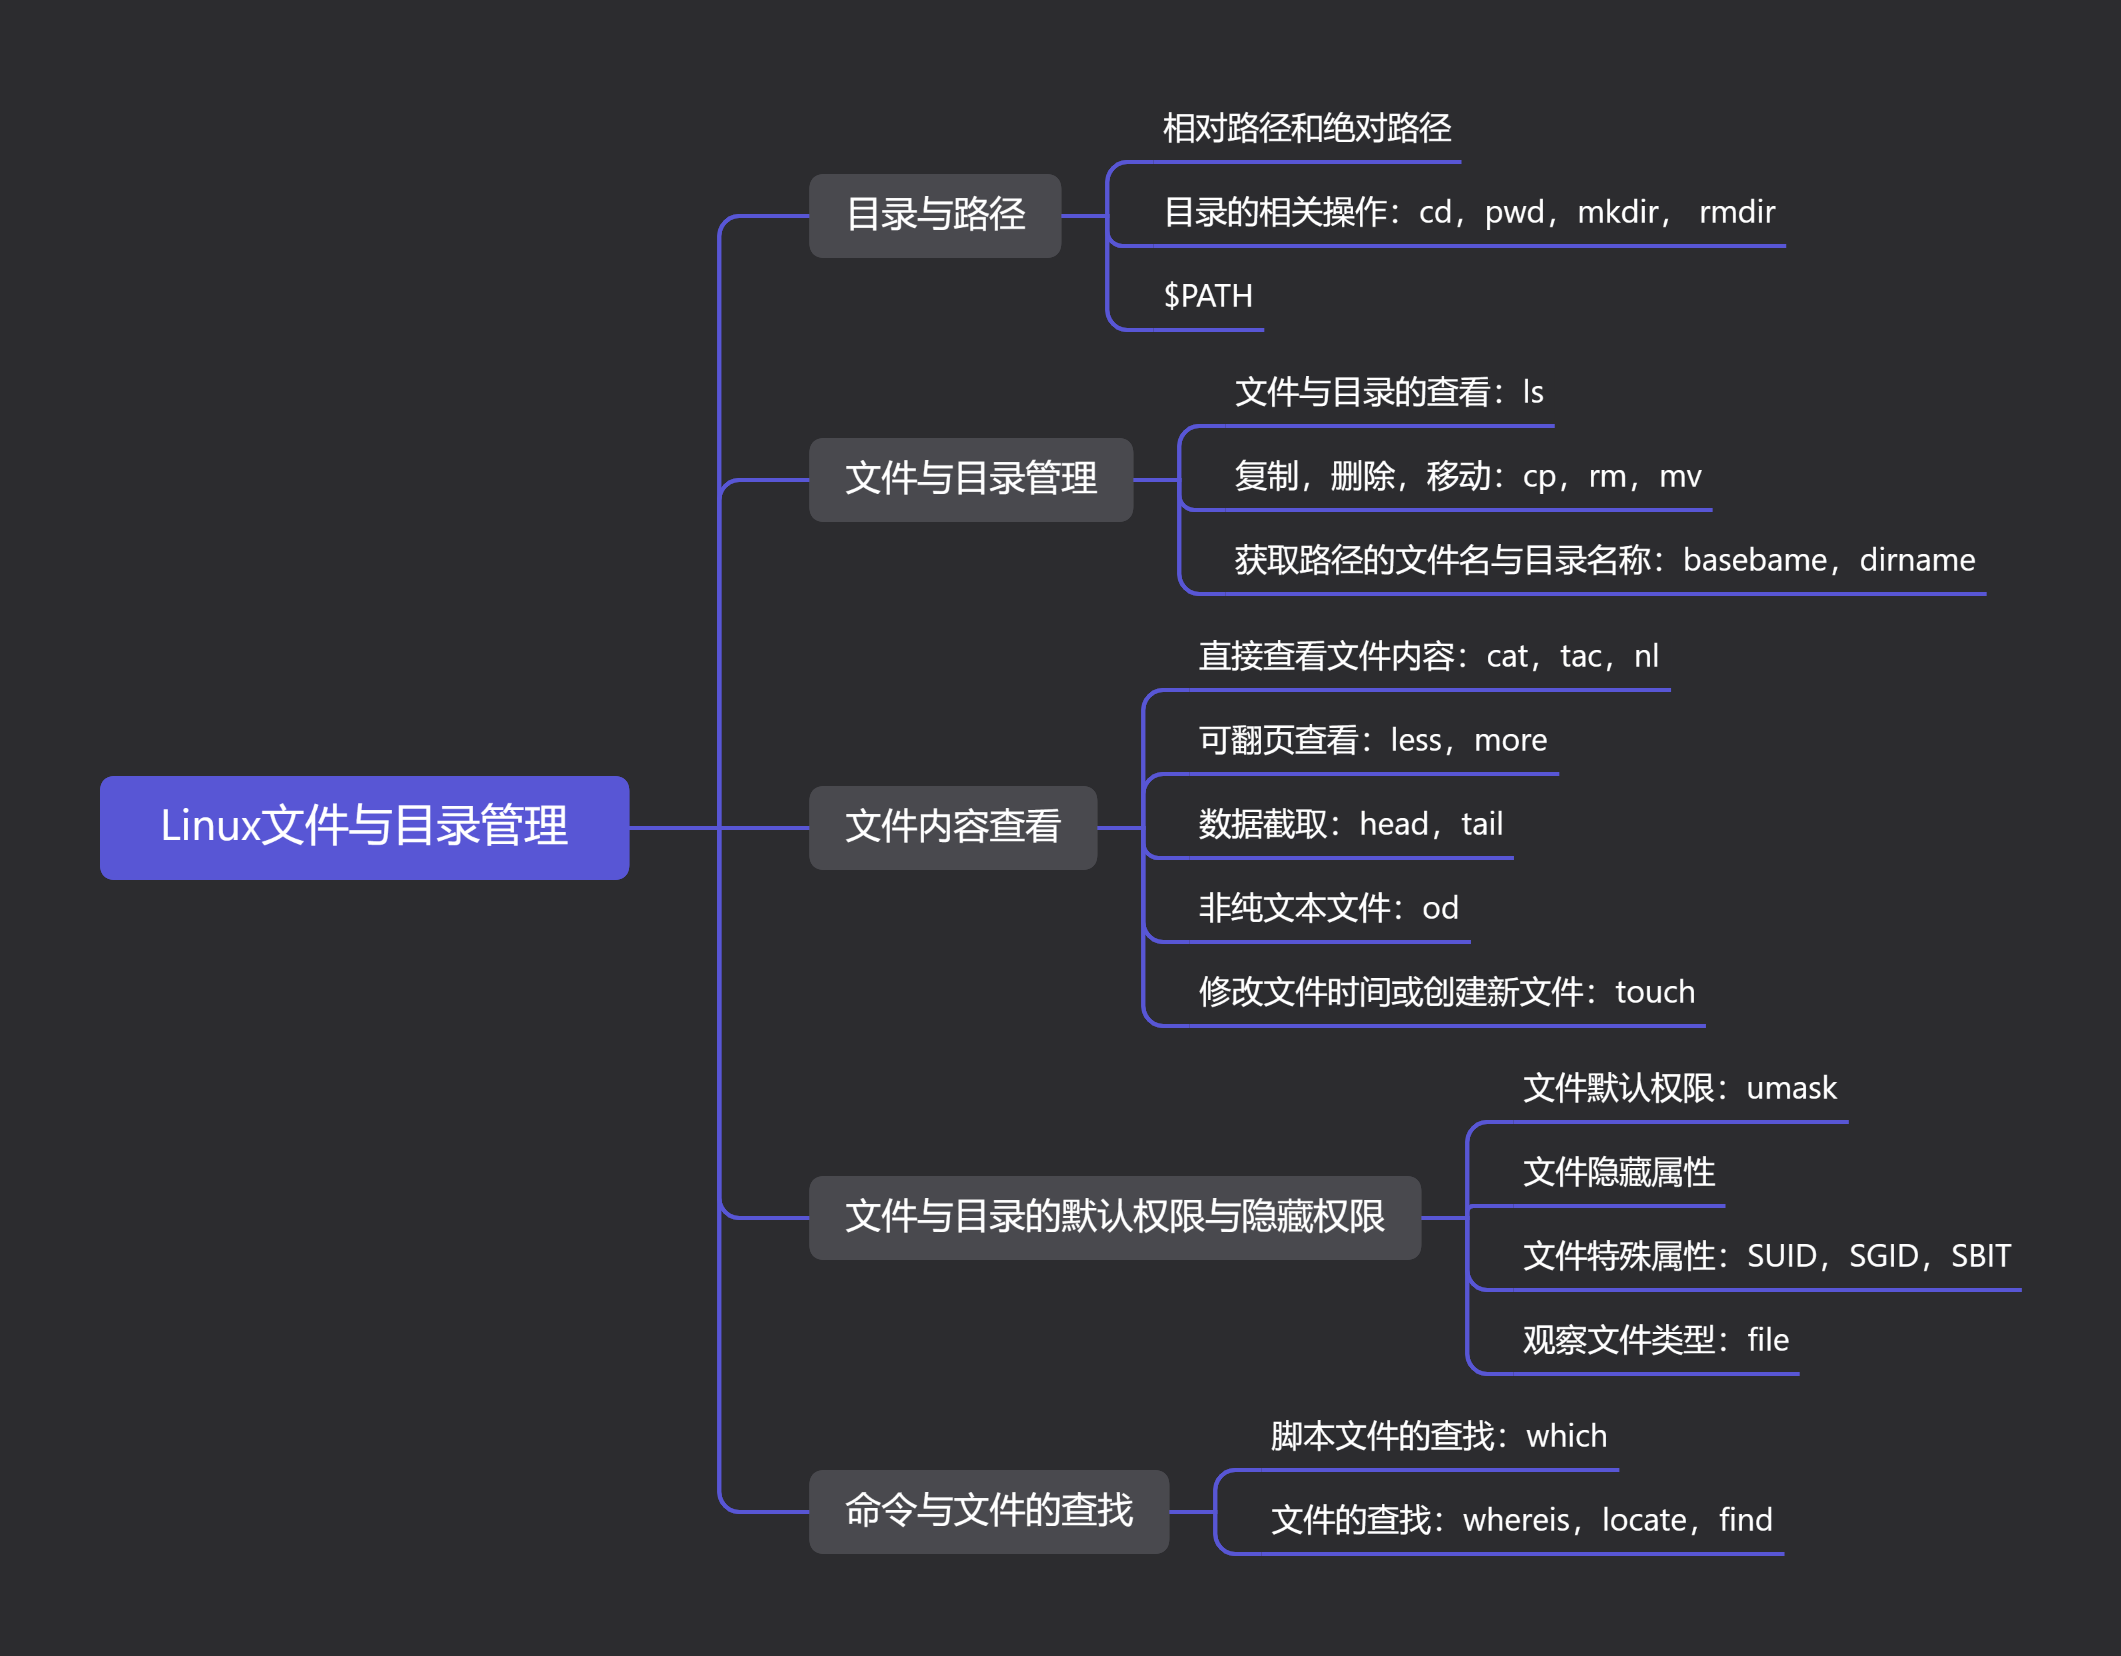 Linux文件与目录管理
目录与路径
相对路径和绝对路径
目录的相关操作：cd，pwd，mkdir， rmdir
$PATH
文件与目录管理
文件与目录的查看：ls
复制，删除，移动：cp，rm，mv
获取路径的文件名与目录名称：basebame，dirname
文件内容查看
直接查看文件内容：cat，tac，nl
可翻页查看：less，more
数据截取：head，tail
非纯文本文件：od
修改文件时间或创建新文件：touch
文件与目录的默认权限与隐藏权限
文件默认权限：umask
文件隐藏属性
文件特殊属性：SUID，SGID，SBIT
观察文件类型：file
命令与文件的查找
脚本文件的查找：which
文件的查找：whereis，locate，find